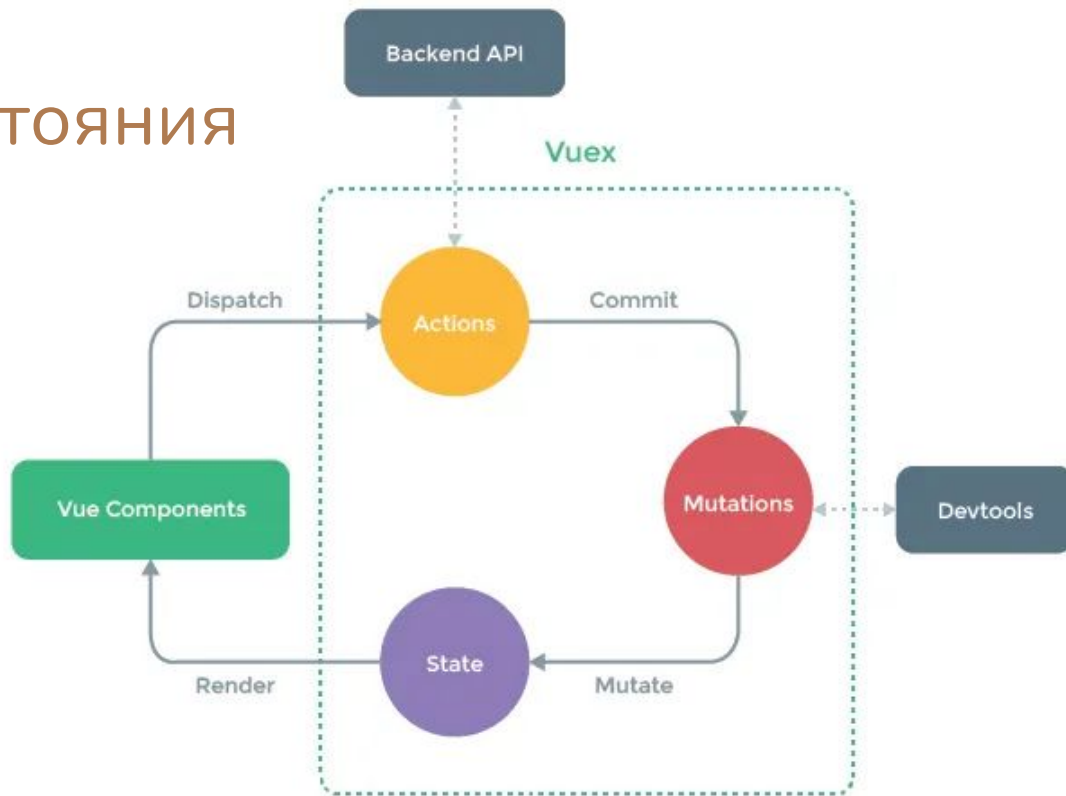 Backend API
тояния
Vuex
Dispatch
Commit
Actions
Vue Components
Mutations
Devtools
State
Render
Mutate